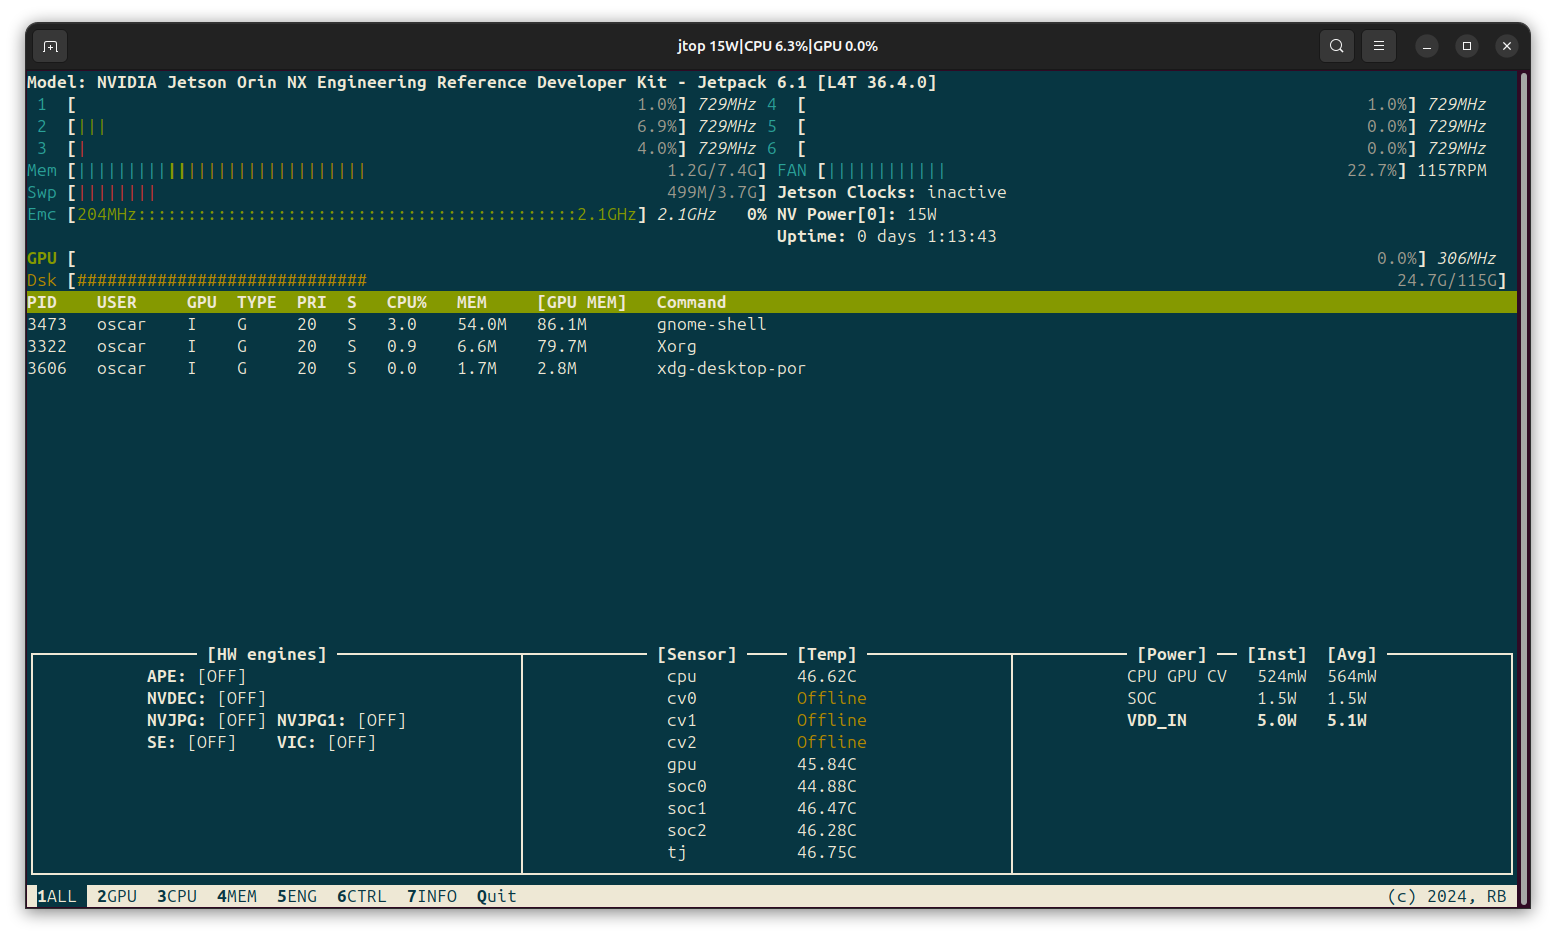 jtop 15W|CPU 6.3%|GPU 0.0%
Model: NVIDIA Jetson Orin NX Engineering Reference Developer Kit - Jetpack 6.1 [L4T 36.4.0]
1 [ 1.0%] 729MHz 4 [ 1.0%] 729MHz
2 [||| 6.9%] 729MHz 5 [ 0.0%] 729MHz
3 [| 4.0%] 729MHz 6 [ 0.0%] 729MHz
Mem [||||||||||||||||||||||||||||| 1.2G/7.4G] FAN [|||||||||||| 22.7%] 1157RPM
Swp [|||||||| 499M/3.7G] Jetson Clocks: inactive
Emc [204MHz::::::::::::::::::::::::::::::::::::::::::::2.1GHz] 2.1GHz 0% NV Power[0]: 15W
Uptime: 0 days 1:13:43
GPU [ 0.0%] 306MHz
Dsk [############################# 24.7G/115G]
PID USER GPU TYPE PRI S CPU% MEM [GPU MEM] Command
3473 oscar I G 20 S 3.0 54.0M 86.1M gnome-shell
3322 oscar I G 20 S 0.9 6.6M 79.7M Xorg
3606 oscar I G 20 S 0.0 1.7M 2.8M xdg-desktop-por
[HW engines] [Sensor] [Temp] [Power] [Inst] [Avg]
APE: [OFF] cpu 46.62C CPU GPU CV 524mW 564mW
NVDEC: [OFF] cv0 Offline SOC 1.5W 1.5W
NVJPG: [OFF] NVJPG1: [OFF] cv1 Offline VDD_IN 5.0W 5.1W
SE: [OFF] VIC: [OFF] cv2 Offline
gpu 45.84C
soc0 44.88C
soc1 46.47C
soc2 46.28C
tj 46.75C
1ALL 2GPU 3CPU 4MEM 5ENG 6CTRL 7INFO Quit (c) 2024, RB